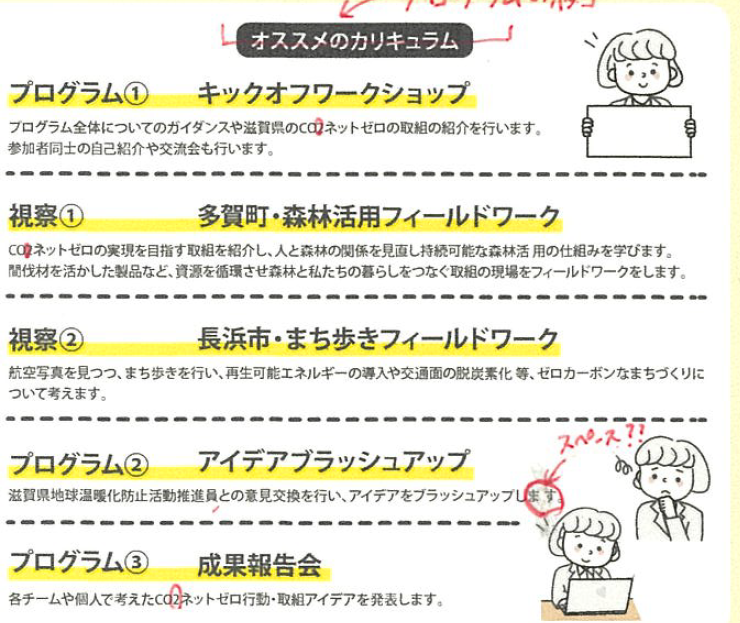 オススメのカリキュラム
プログラム① キックオフワークショップ
プログラム全体についてのガイダンスや滋賀県のCO2ネットゼロの取組の紹介を行います。
参加者同士の自己紹介や交流会も行います。
視察① 多賀町・森林活用フィールドワーク
CO2ネットゼロの実現を目指す取組を紹介し、人と森林の関係を見直し持続可能な森林活 用の仕組みを学びます。
間伐材を活かした製品など、資源を循環させ森林と私たちの暮らしをつなぐ取組の現場をフィールドワークをします。
視察② 長浜市・まち歩きフィールドワーク
航空写真を見つつ、まち歩きを行い、再生可能エネルギーの導入や交通面の脱炭素化 等、ゼロカーボンなまちづくりに
ついて考えます。
スペース??
プログラム② アイデアブラッシュアップ
滋賀県地球温暖化防止活動推進員との意見交換を行い、アイデアをブラッシュアップします。
プログラム③ 成果報告会
各チームや個人で考えたCO2ネットゼロ行動・取組アイデアを発表します。